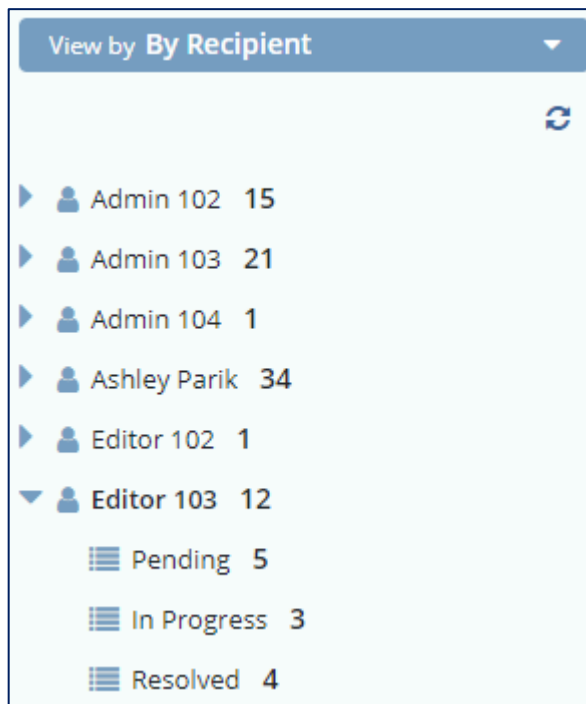 View by By Recipient
Admin 102 15
Admin 103 21
Admin 104 1
Ashley Parik 34
Editor 102 1
Editor 103 12
Pending 5
In Progress 3
Resolved 4